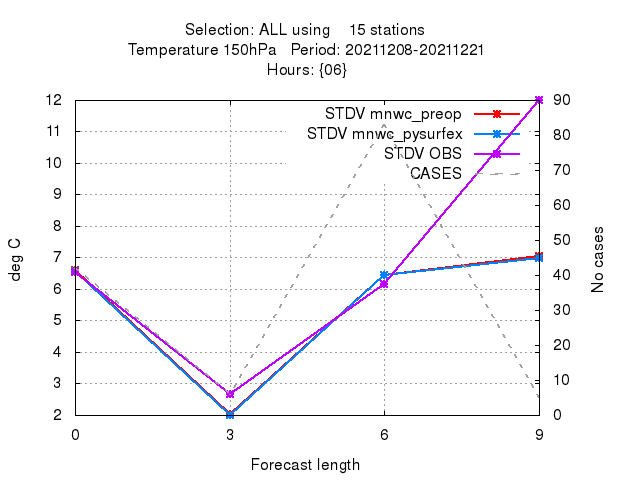 Selection: ALL using    15 stations
Temperature 150hPa   Period: 20211208-20211221
Hours: {06}
STDV mnwc_preop
STDV mnwc_pysurfex
STDV OBS
CASES
12
11
10
9
8
7
6
5
4
3
2
90
80
70
60
50
40
30
20
10
0
deg C
No cases
0 3 6 9
Forecast length